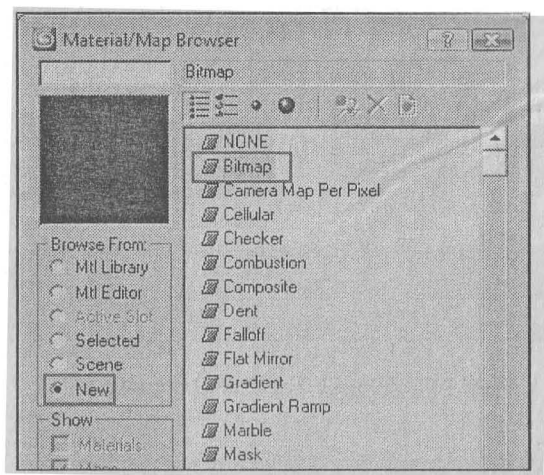 Material/Map Browser
Bitmap
NONE
Bitmap
Camera Map Per Pixel
Cellular
Checker
Combustion
Composite
Dent
Falloff
Flat Mirror
Gradient
Gradient Ramp
Marble
Mask
Browse From:
Mtl Library
Mtl Editor
Active Slot
Selected
Scene
New
Show
Materials
Maps